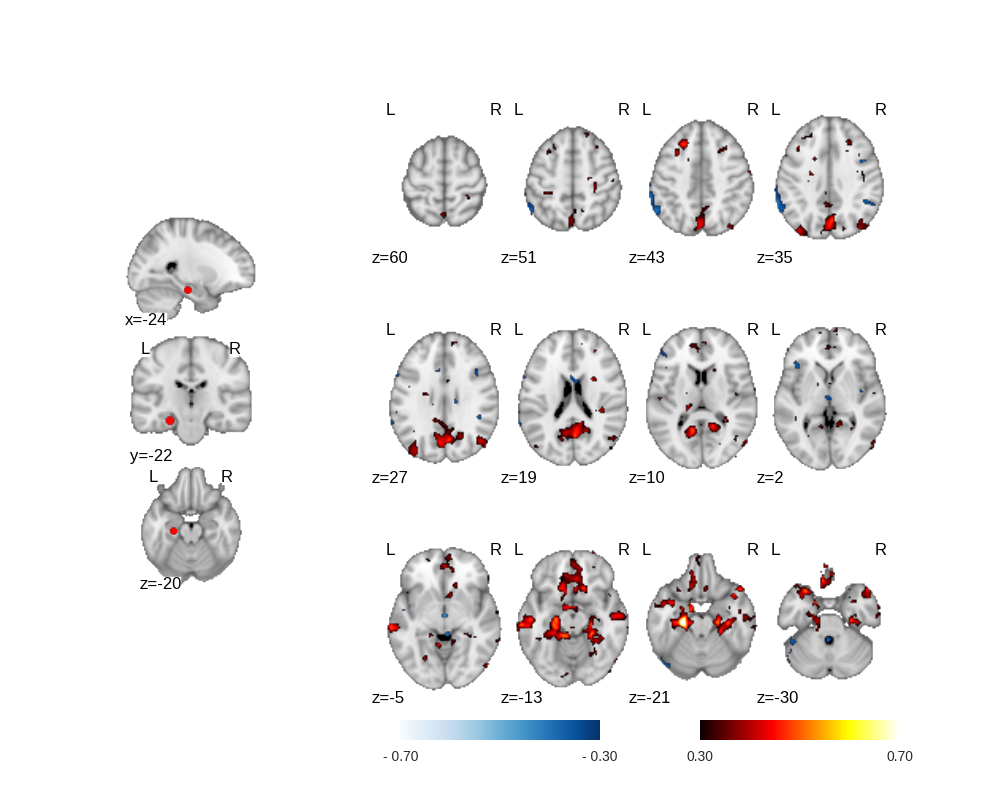 L R L R L R L R
z=60 z=51 z=43 z=35
x=-24
L R L R L R L R
L R
z=27 z=19 z=10 z=2
y=-22
L R
L R L R L R L R
z=-20
z=-5 z=-13 z=-21 z=-30
- 0.70 - 0.30 0.30 0.70